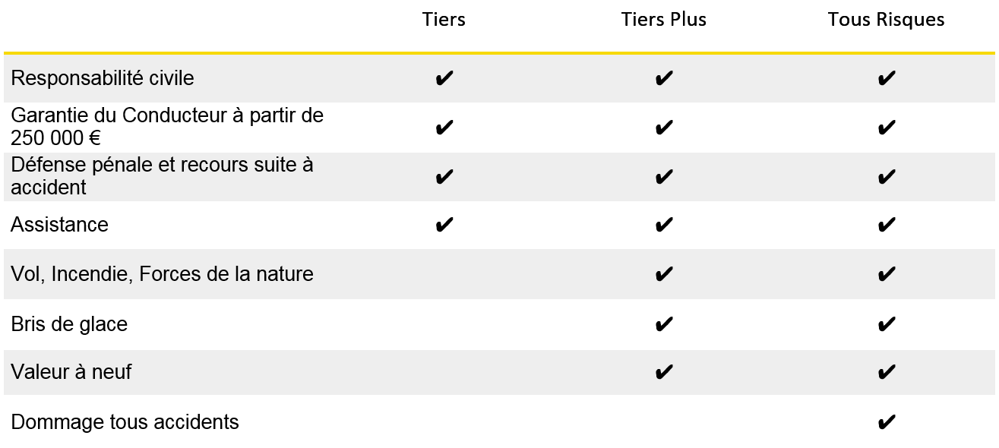 Tiers Tiers Plus Tous Risques
Responsabilité civile ✔ ✔ ✔
Garantie du Conducteur à partir de
250 000 € ✔ ✔ ✔
Défense pénale et recours suite à
accident ✔ ✔ ✔
Assistance ✔ ✔ ✔
Vol, Incendie, Forces de la nature ✔ ✔
Bris de glace ✔ ✔
Valeur à neuf ✔ ✔
Dommage tous accidents ✔